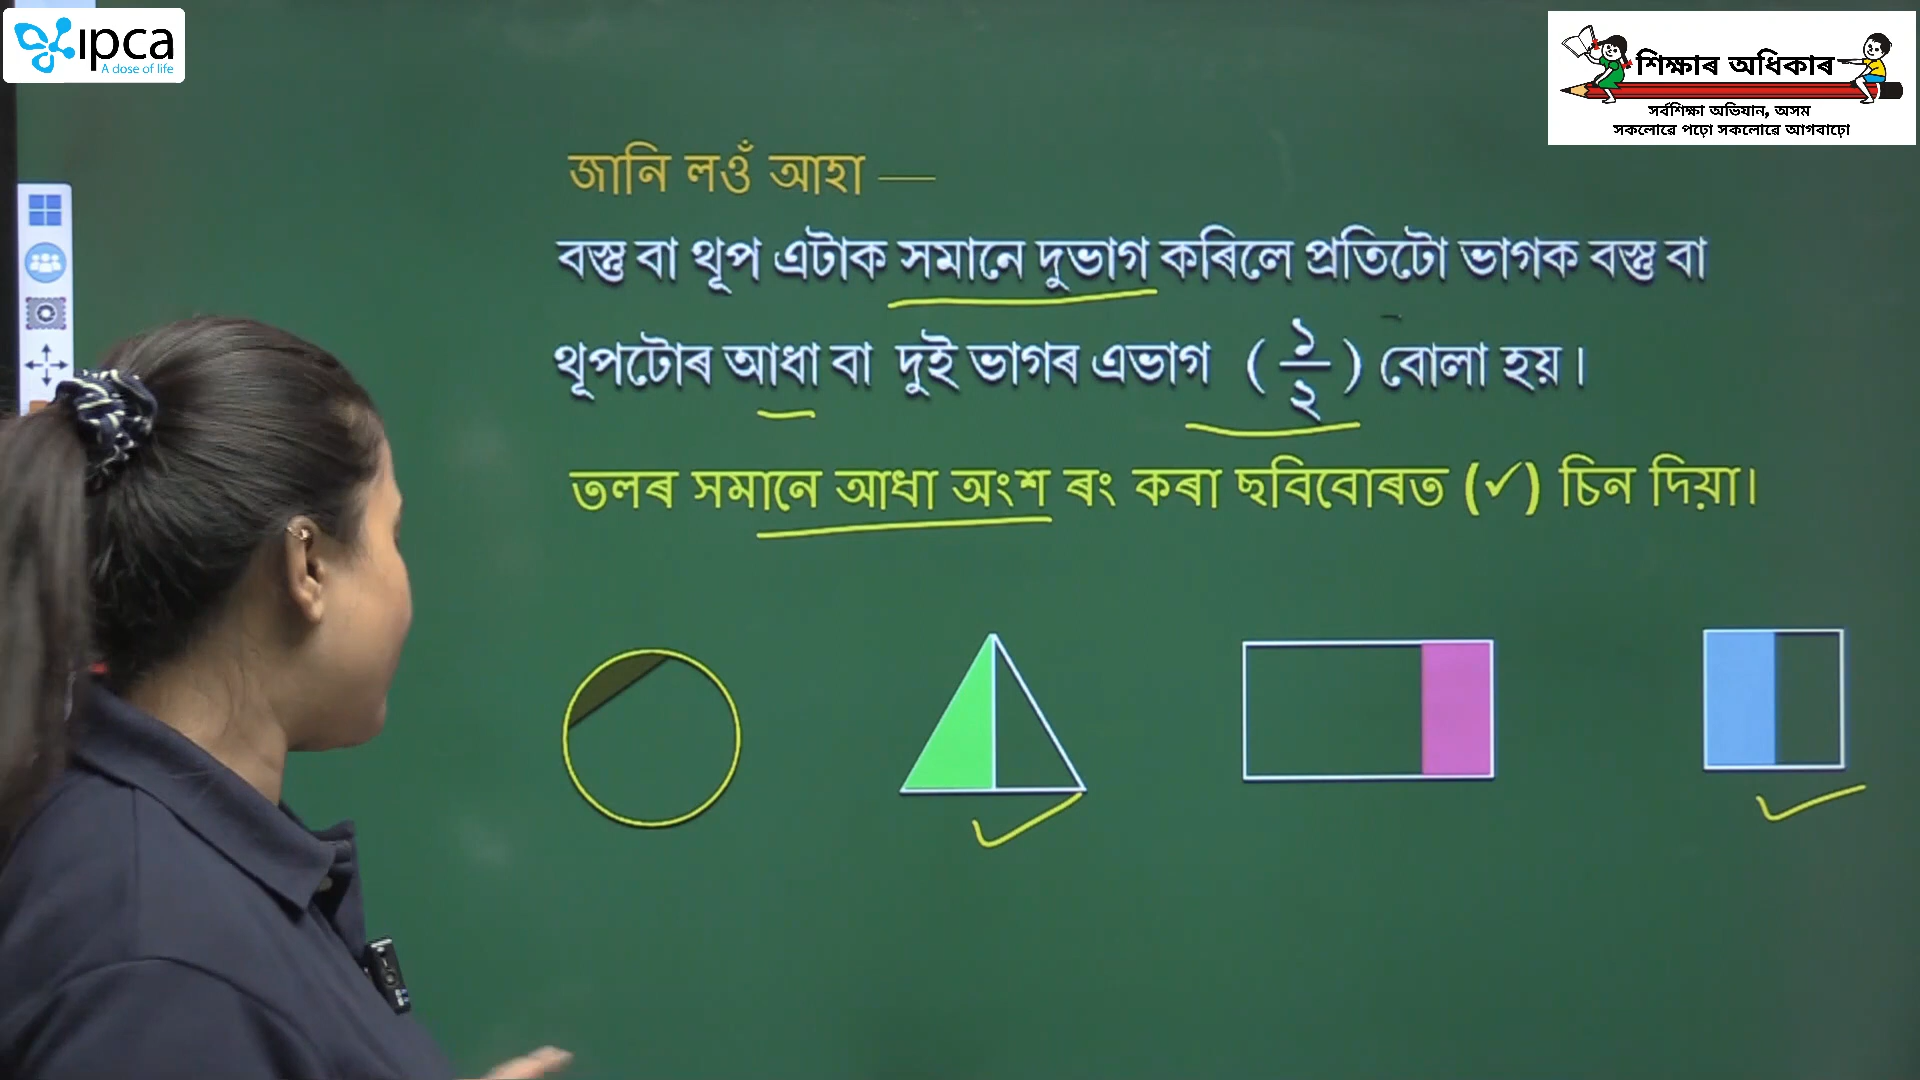 ipca
A dose of life
শিক্ষাৰ অধিকাৰ
সৰ্বশিক্ষা অভিযান, অসম
সকলোৱে পঢ়ো সকলোৱে আগবাঢ়ো
জানি লওঁ আহা —
বস্তু বা থূপ এটাক সমানে দুভাগ কৰিলে প্ৰতিটো ভাগক বস্তু বা
থূপটোৰ আধা বা দুই ভাগৰ এভাগ (১/২) বোলা হয়।
তলৰ সমানে আধা অংশ ৰং কৰা ছবিবোৰত (✓) চিন দিয়া।